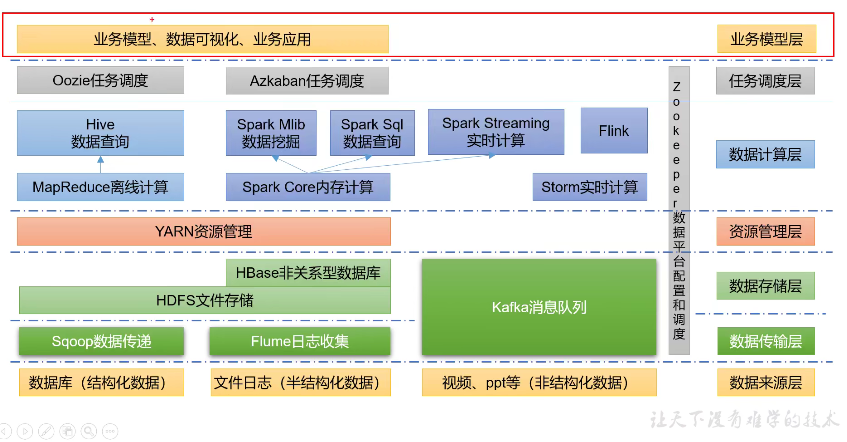 业务模型、数据可视化、业务应用
业务模型层
Oozie任务调度
Azkaban任务调度
任务调度层
Hive
数据查询
Spark Mlib
数据挖掘
Spark Sql
数据查询
Spark Streaming
实时计算
Flink
数据计算层
MapReduce离线计算
Spark Core内存计算
Storm实时计算
Zookeeper数据平台配置和调度
YARN资源管理
资源管理层
HBase非关系型数据库
HDFS文件存储
Kafka消息队列
数据存储层
Sqoop数据传递
Flume日志收集
数据传输层
数据库（结构化数据）
文件日志（半结构化数据）
视频、ppt等（非结构化数据）
数据来源层
让天下没有难学的技术